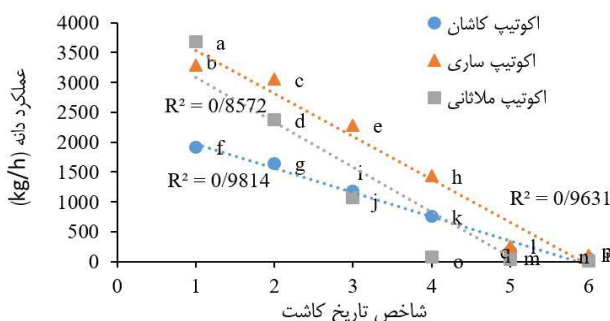 اکوتیپ کاشان
اکوتیپ ساری
اکوتیپ ملاثانی
عملکرد دانه (kg/h)
4000
3500
3000
2500
2000
1500
1000
500
0
a
b
c
d
e
f
g
h
i
j
k
l
m
n
o
p
q
R² = 0/8572
R² = 0/9814
R² = 0/9631
0 1 2 3 4 5 6
شاخص تاریخ کاشت